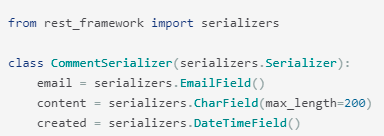 from rest_framework import serializers

class CommentSerializer(serializers.Serializer):
    email = serializers.EmailField()
    content = serializers.CharField(max_length=200)
    created = serializers.DateTimeField()